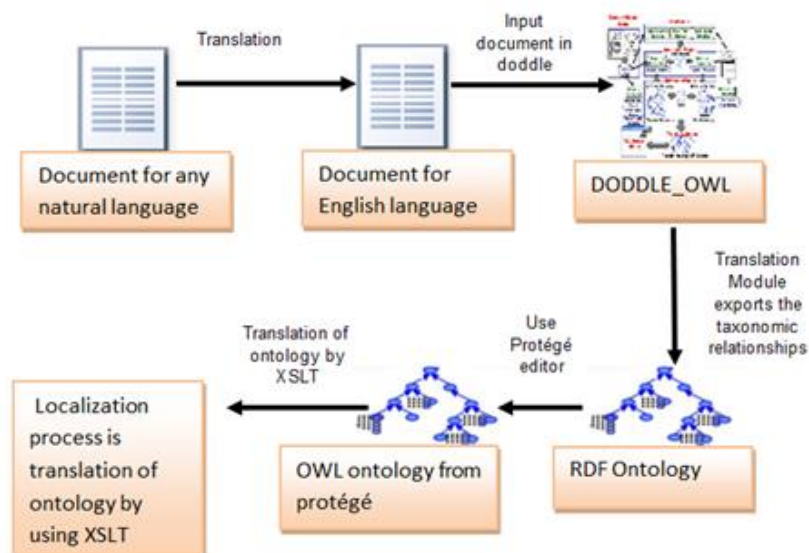 Translation
Input
document in
doddle
Document for any
natural language
Document for
English language
DODDLE_OWL
Translation
Module
exports the
taxonomic
relationships
Use
Protégé
editor
Translation of
ontology by
XSLT
RDF Ontology
OWL ontology from
protégé
Localization
process is
translation of
ontology by
using XSLT